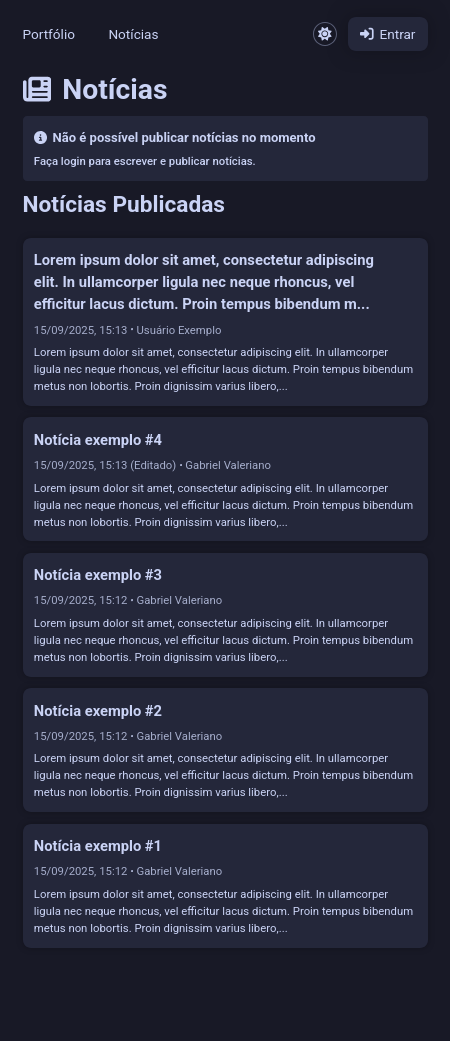 Portfólio Notícias Entrar
Notícias
Não é possível publicar notícias no momento
Faça login para escrever e publicar notícias.
Notícias Publicadas
Lorem ipsum dolor sit amet, consectetur adipiscing
elit. In ullamcorper ligula nec neque rhoncus, vel
efficitur lacus dictum. Proin tempus bibendum m...
15/09/2025, 15:13 • Usuário Exemplo
Lorem ipsum dolor sit amet, consectetur adipiscing elit. In ullamcorper
ligula nec neque rhoncus, vel efficitur lacus dictum. Proin tempus bibendum
metus non lobortis. Proin dignissim varius libero,...
Notícia exemplo #4
15/09/2025, 15:13 (Editado) • Gabriel Valeriano
Lorem ipsum dolor sit amet, consectetur adipiscing elit. In ullamcorper
ligula nec neque rhoncus, vel efficitur lacus dictum. Proin tempus bibendum
metus non lobortis. Proin dignissim varius libero,...
Notícia exemplo #3
15/09/2025, 15:12 • Gabriel Valeriano
Lorem ipsum dolor sit amet, consectetur adipiscing elit. In ullamcorper
ligula nec neque rhoncus, vel efficitur lacus dictum. Proin tempus bibendum
metus non lobortis. Proin dignissim varius libero,...
Notícia exemplo #2
15/09/2025, 15:12 • Gabriel Valeriano
Lorem ipsum dolor sit amet, consectetur adipiscing elit. In ullamcorper
ligula nec neque rhoncus, vel efficitur lacus dictum. Proin tempus bibendum
metus non lobortis. Proin dignissim varius libero,...
Notícia exemplo #1
15/09/2025, 15:12 • Gabriel Valeriano
Lorem ipsum dolor sit amet, consectetur adipiscing elit. In ullamcorper
ligula nec neque rhoncus, vel efficitur lacus dictum. Proin tempus bibendum
metus non lobortis. Proin dignissim varius libero,...